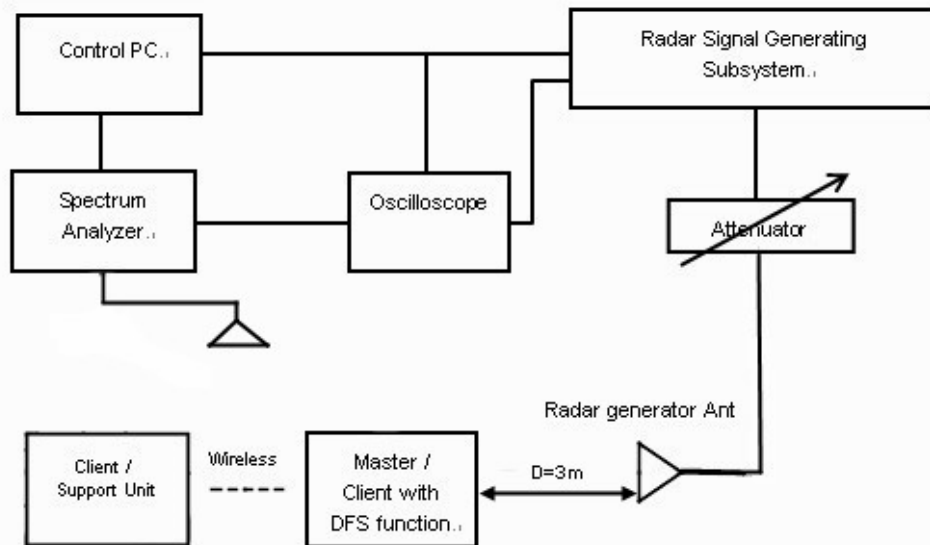 Control PC
Radar Signal Generating
Subsystem
Spectrum
Analyzer
Oscilloscope
Attenuator
Radar generator Ant
Client /
Support Unit
Wireless
Master /
Client with
DFS function
D=3m